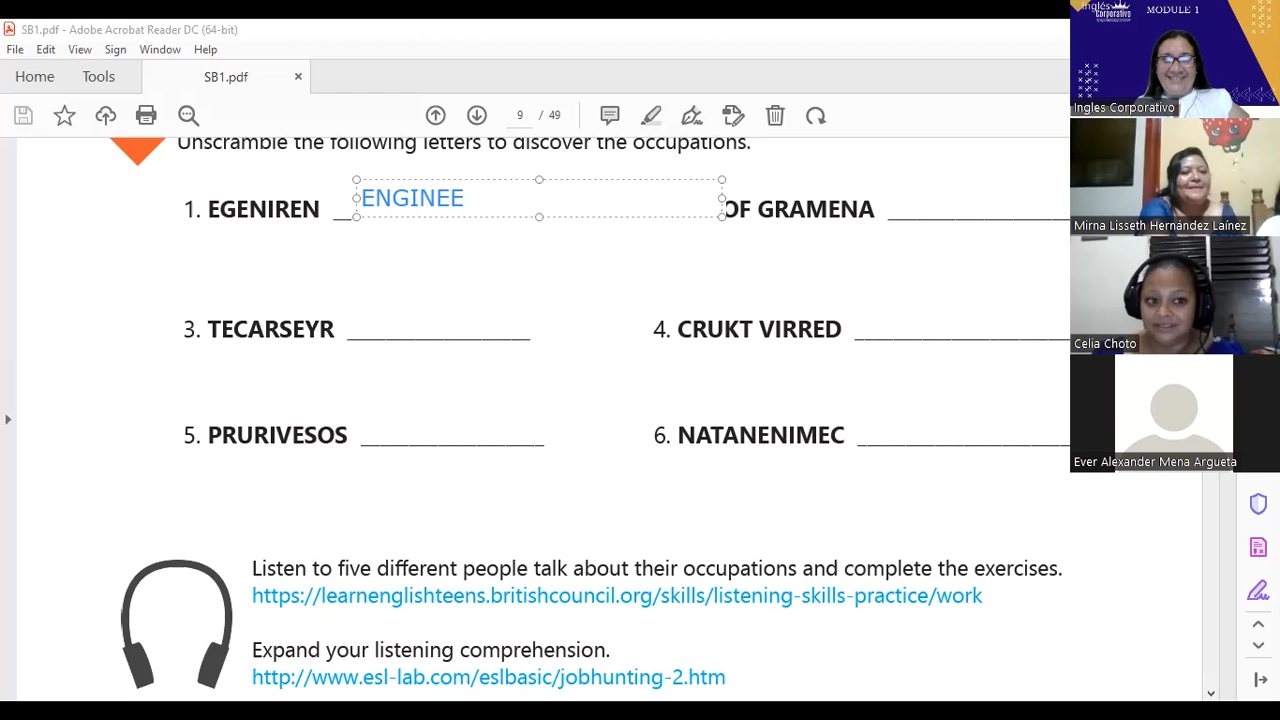 SB1.pdf - Adobe Acrobat Reader DC (64-bit)
File Edit View Sign Window Help
Home Tools SB1.pdf ×
9 / 49
Unscramble the following letters to discover the occupations.
1. EGENIREN ENGINEE OF GRAMENA
3. TECARSEYR 4. CRUKT VIRRED
5. PRURIVESOS 6. NATANENIMEC
Listen to five different people talk about their occupations and complete the exercises.
https://learnenglishteens.britishcouncil.org/skills/listening-skills-practice/work
Expand your listening comprehension.
http://www.esl-lab.com/eslbasic/jobhunting-2.htm
Inglés
Corporativo
MODULE 1
Ingles Corporativo
Mirna Lisseth Hernández Laínez
Celia Choto
Ever Alexander Mena Argueta